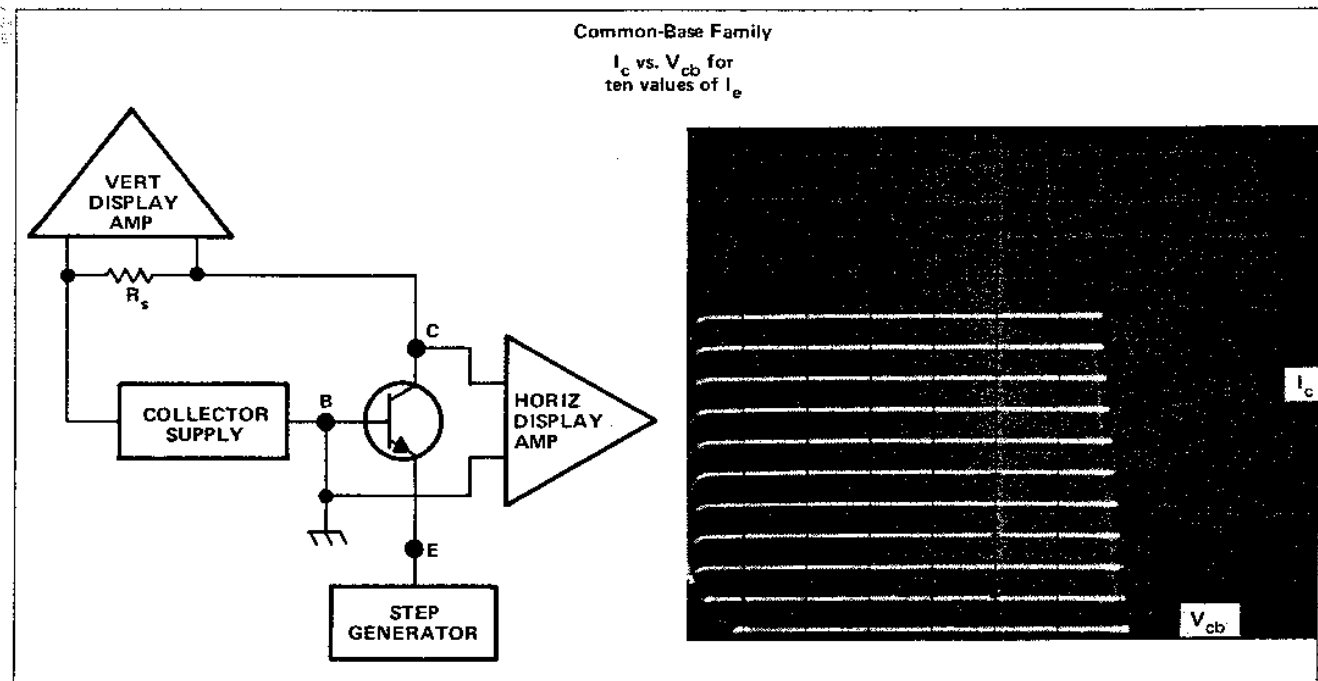 Common-Base Family
I_c vs. V_cb for
ten values of I_e
VERT
DISPLAY
AMP
R_s
C
B
COLLECTOR
SUPPLY
HORIZ
DISPLAY
AMP
E
STEP
GENERATOR
I_c
V_cb